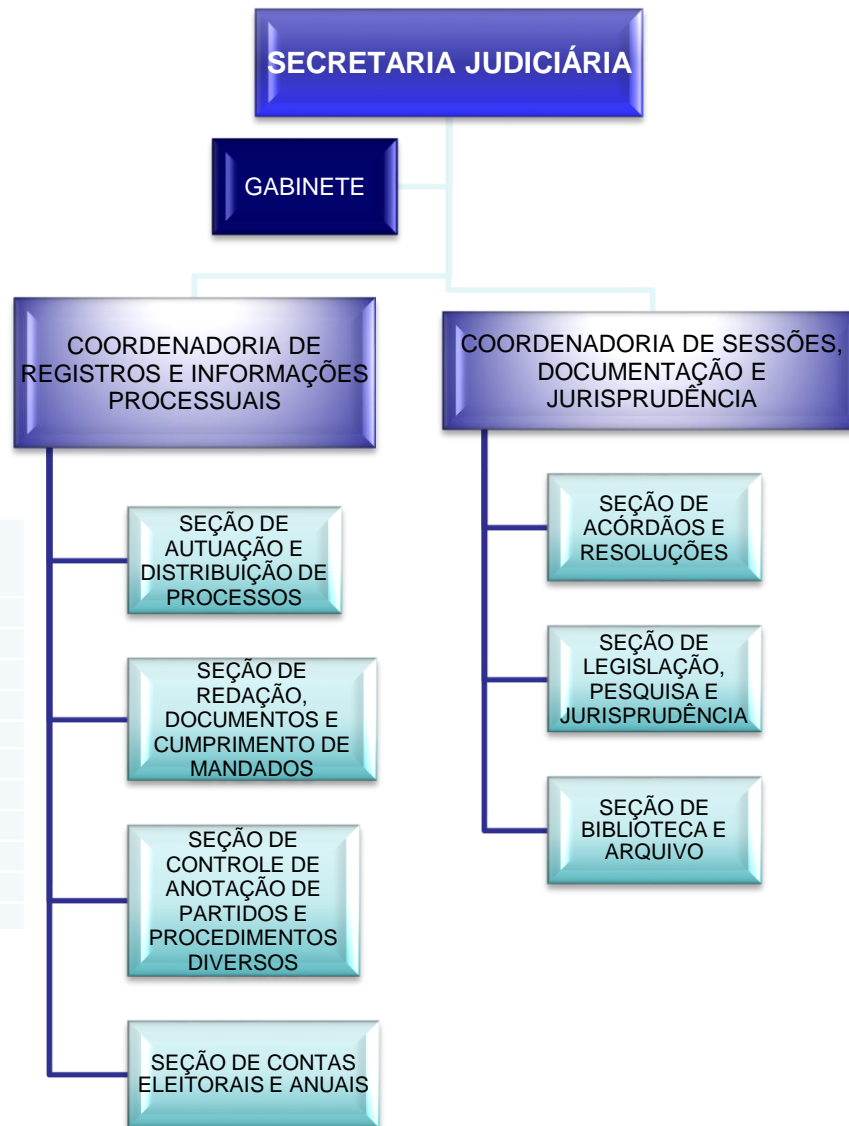 SECRETARIA JUDICIÁRIA
GABINETE
COORDENADORIA DE
REGISTROS E INFORMAÇÕES
PROCESSUAIS
SEÇÃO DE
AUTUAÇÃO E
DISTRIBUIÇÃO DE
PROCESSOS
SEÇÃO DE
REDAÇÃO,
DOCUMENTOS E
CUMPRIMENTO DE
MANDADOS
SEÇÃO DE
CONTROLE DE
ANOTAÇÃO DE
PARTIDOS E
PROCEDIMENTOS
DIVERSOS
SEÇÃO DE CONTAS
ELEITORAIS E ANUAIS
COORDENADORIA DE SESSÕES,
DOCUMENTAÇÃO E
JURISPRUDÊNCIA
SEÇÃO DE
ACÓRDÃOS E
RESOLUÇÕES
SEÇÃO DE
LEGISLAÇÃO,
PESQUISA E
JURISPRUDÊNCIA
SEÇÃO DE
BIBLIOTECA E
ARQUIVO